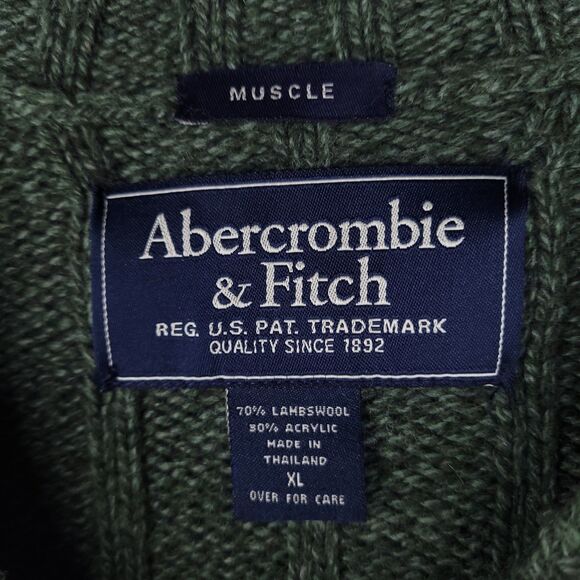 MUSCLE
Abercrombie
& Fitch
REG. U.S. PAT. TRADEMARK
QUALITY SINCE 1892
70% LAMBSWOOL
30% ACRYLIC
MADE IN
THAILAND
XL
OVER FOR CARE